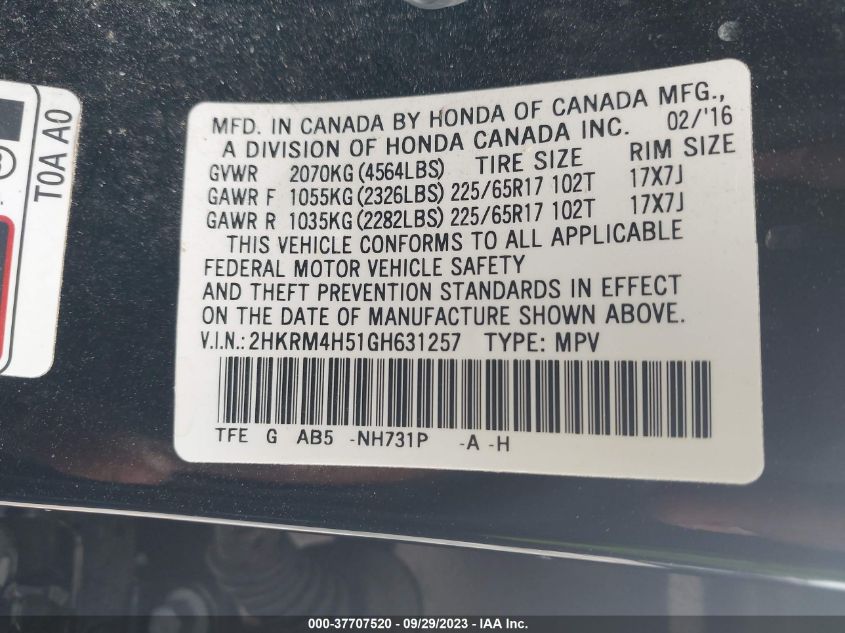 T0A A0
MFD. IN CANADA BY HONDA OF CANADA MFG.,
A DIVISION OF HONDA CANADA INC. 02/'16
GVWR 2070KG (4564LBS) TIRE SIZE RIM SIZE
GAWR F 1055KG (2326LBS) 225/65R17 102T 17X7J
GAWR R 1035KG (2282LBS) 225/65R17 102T 17X7J
THIS VEHICLE CONFORMS TO ALL APPLICABLE
FEDERAL MOTOR VEHICLE SAFETY
AND THEFT PREVENTION STANDARDS IN EFFECT
ON THE DATE OF MANUFACTURE SHOWN ABOVE.
V.I.N.: 2HKRM4H51GH631257 TYPE: MPV
TFE G AB5 -NH731P -A -H
000-37707520 - 09/29/2023 - IAA Inc.